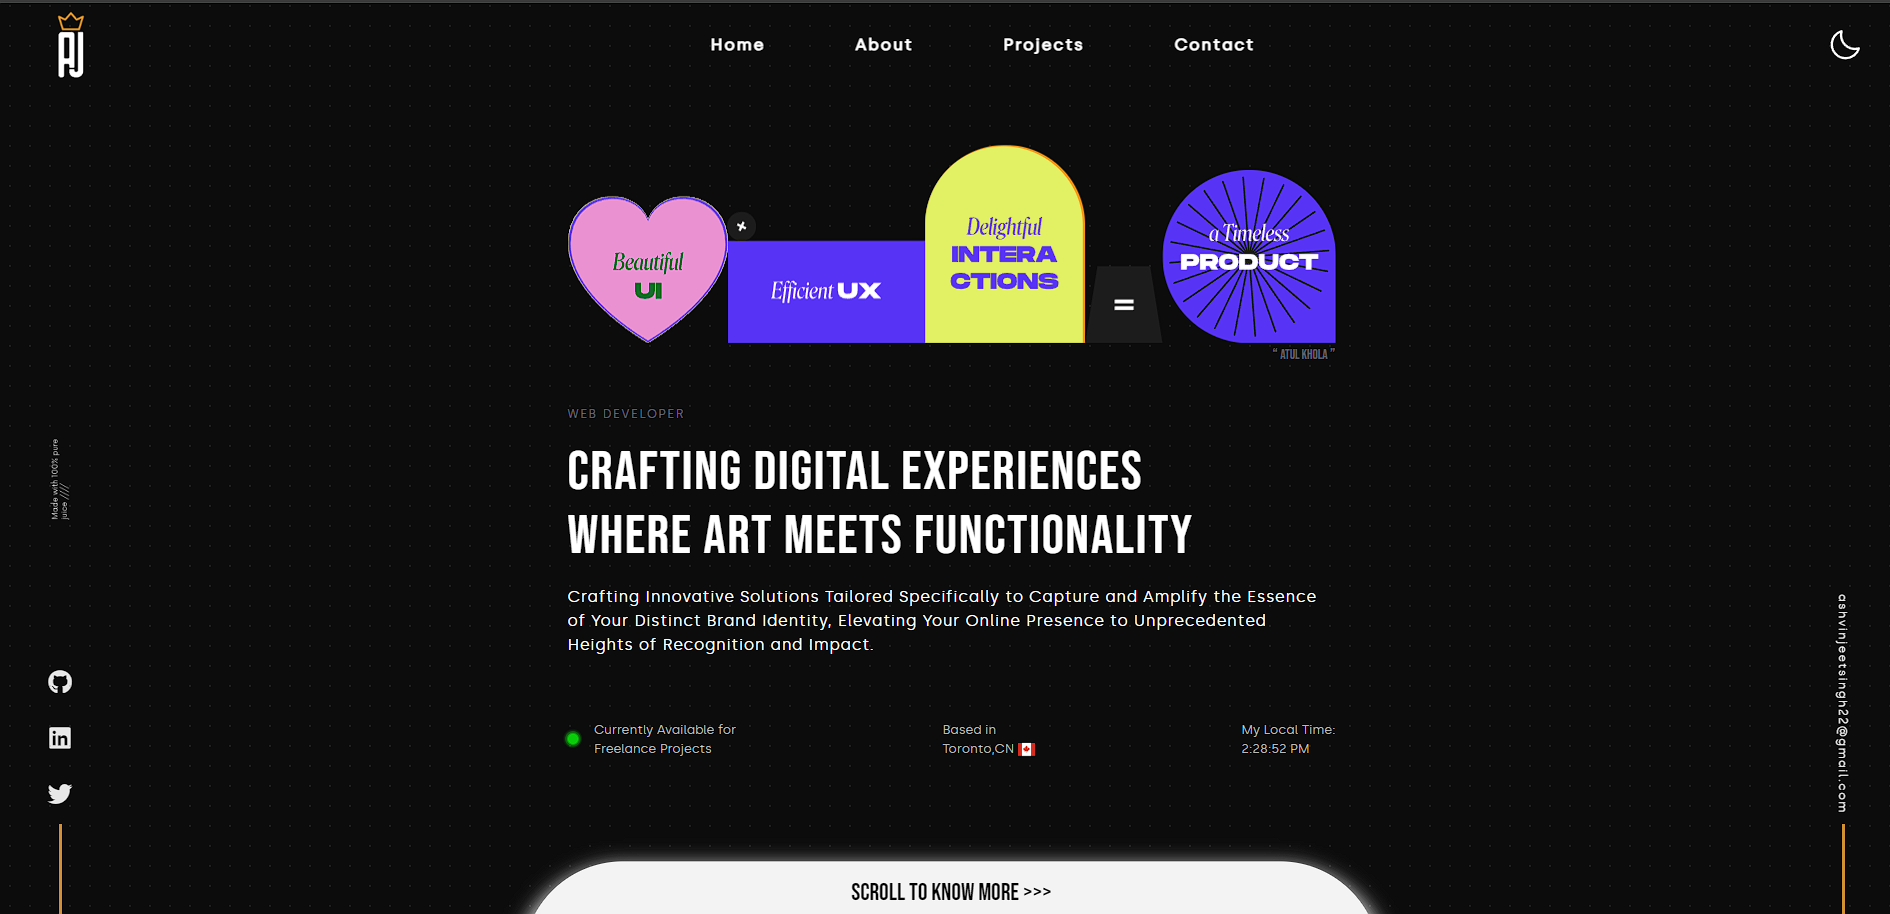 AJ
Home
About
Projects
Contact
Beautiful
UI
+
Efficient UX
Delightful
INTERA
CTIONS
=
a Timeless
PRODUCT
“ ATUL KHOLA ”
WEB DEVELOPER
CRAFTING DIGITAL EXPERIENCES
WHERE ART MEETS FUNCTIONALITY
Crafting Innovative Solutions Tailored Specifically to Capture and Amplify the Essence
of Your Distinct Brand Identity, Elevating Your Online Presence to Unprecedented
Heights of Recognition and Impact.
Made with 100% pure
juice /////
in
ashvinjeetsingh22@gmail.com
Currently Available for
Freelance Projects
Based in
Toronto,CN
My Local Time:
2:28:52 PM
SCROLL TO KNOW MORE >>>